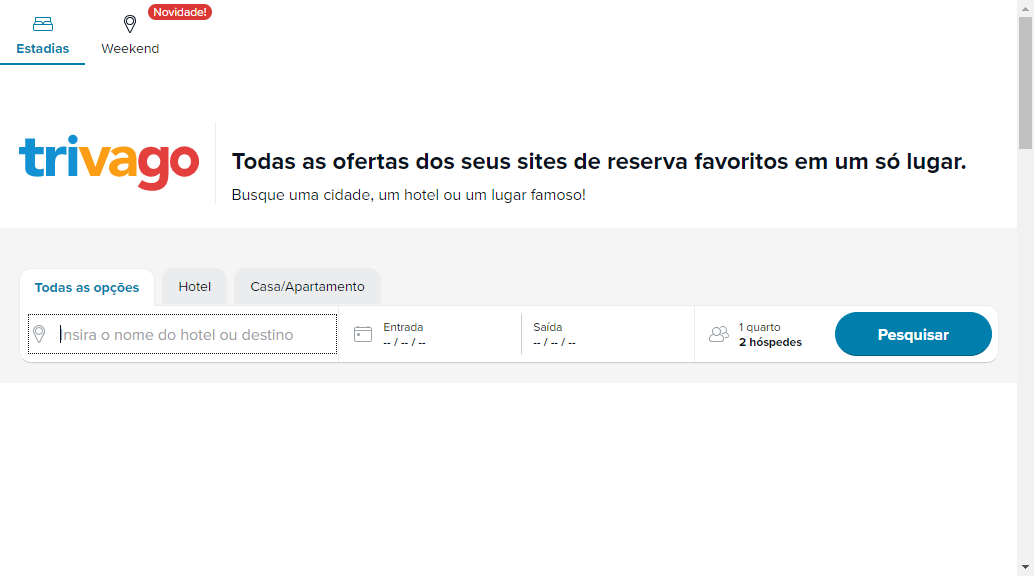 Novidade!
Estadias
Weekend
trivago
Todas as ofertas dos seus sites de reserva favoritos em um só lugar.
Busque uma cidade, um hotel ou um lugar famoso!
Todas as opções
Hotel
Casa/Apartamento
Insira o nome do hotel ou destino
Entrada
-- / -- / --
Saída
-- / -- / --
1 quarto
2 hóspedes
Pesquisar